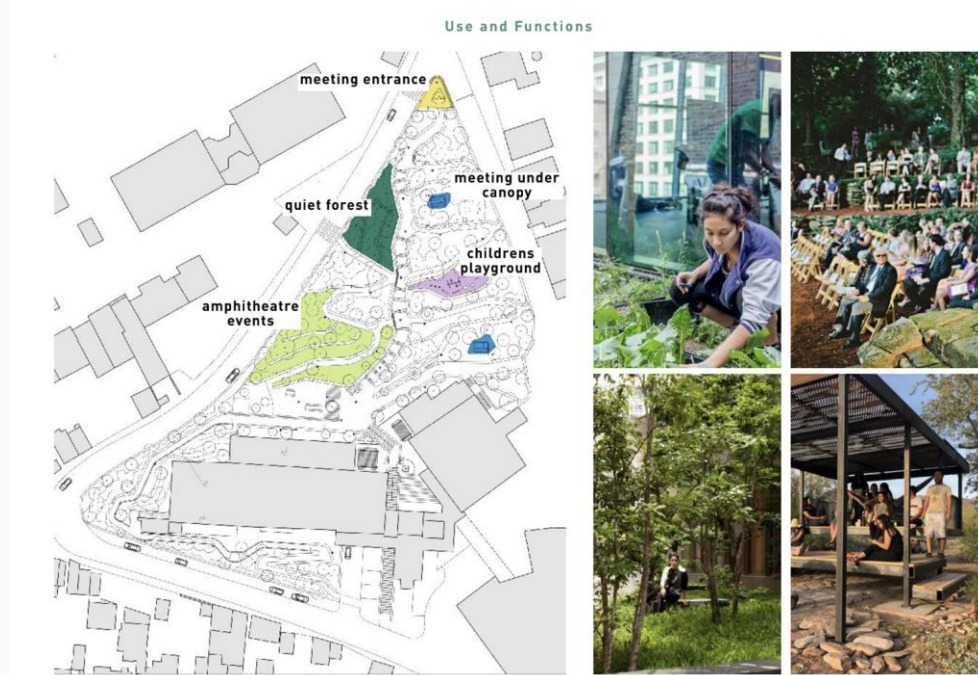 Use and Functions
meeting entrance
meeting under
canopy
quiet forest
childrens
playground
amphitheatre
events